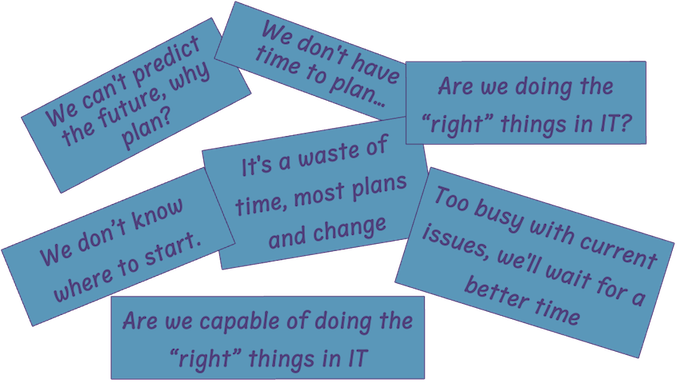 We can't predict
the future, why
plan?
We don't have
time to plan...
Are we doing the
“right” things in IT?
It's a waste of
time, most plans
and change
We don't know
where to start.
Too busy with current
issues, we'll wait for a
better time
Are we capable of doing the
“right” things in IT